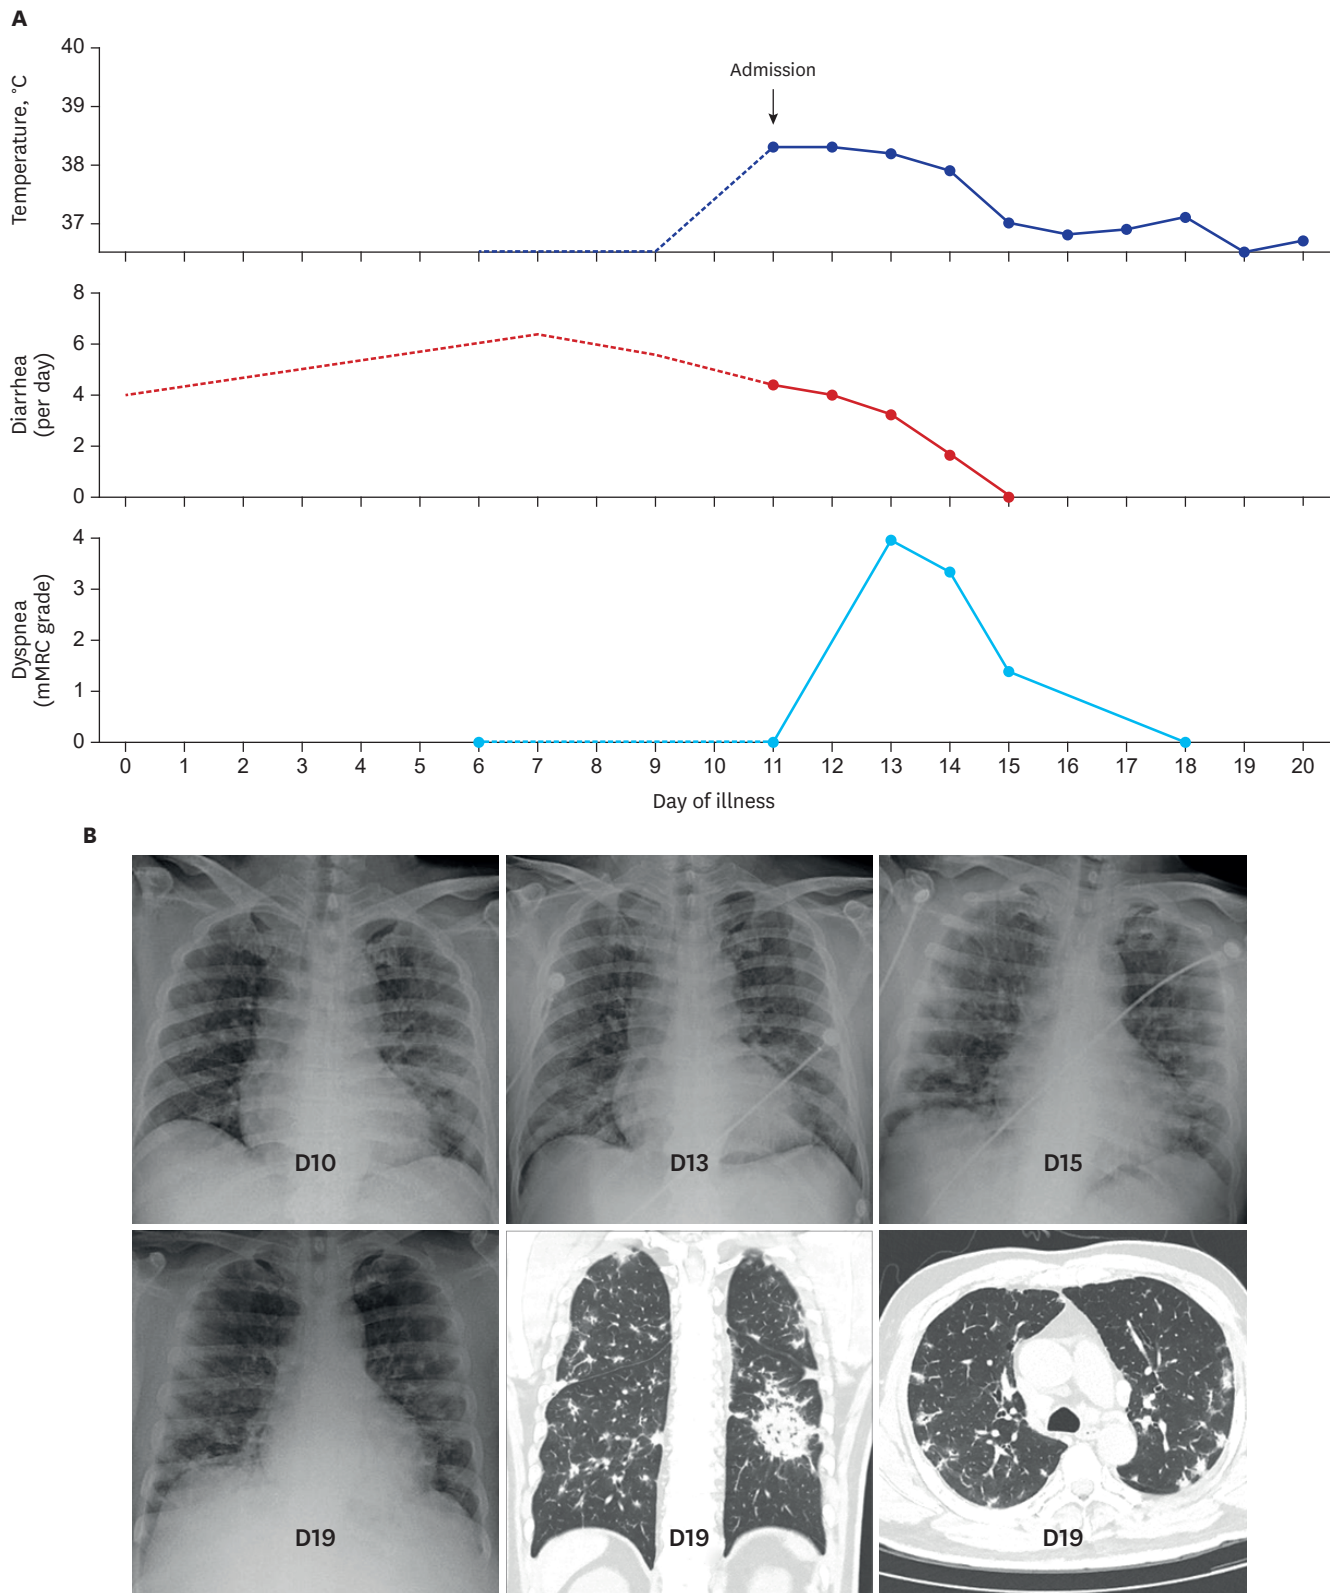 A
Temperature, °C
40
39
38
37
Admission
Diarrhea
(per day)
8
6
4
2
0
Dyspnea
(mMRC grade)
4
3
2
1
0
0 1 2 3 4 5 6 7 8 9 10 11 12 13 14 15 16 17 18 19 20
Day of illness
B
D10 D13 D15
D19 D19 D19